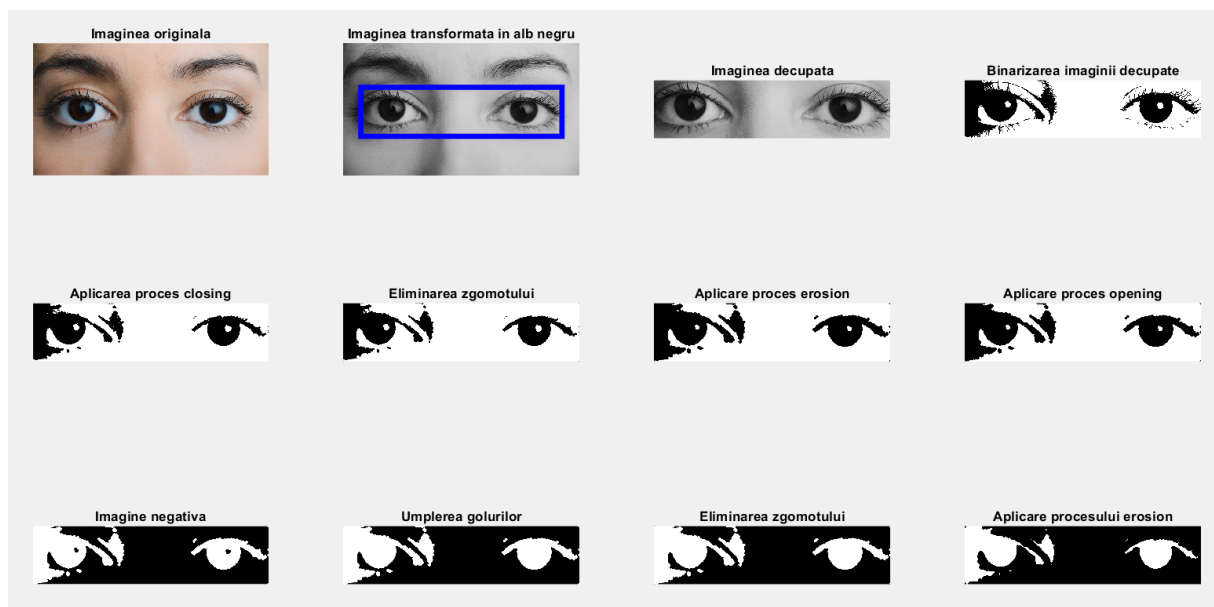 Imaginea originala
Imaginea transformata in alb negru
Imaginea decupata
Binarizarea imaginii decupate
Aplicarea proces closing
Eliminarea zgomotului
Aplicare proces erosion
Aplicare proces opening
Imagine negativa
Umplerea golurilor
Eliminarea zgomotului
Aplicare procesului erosion